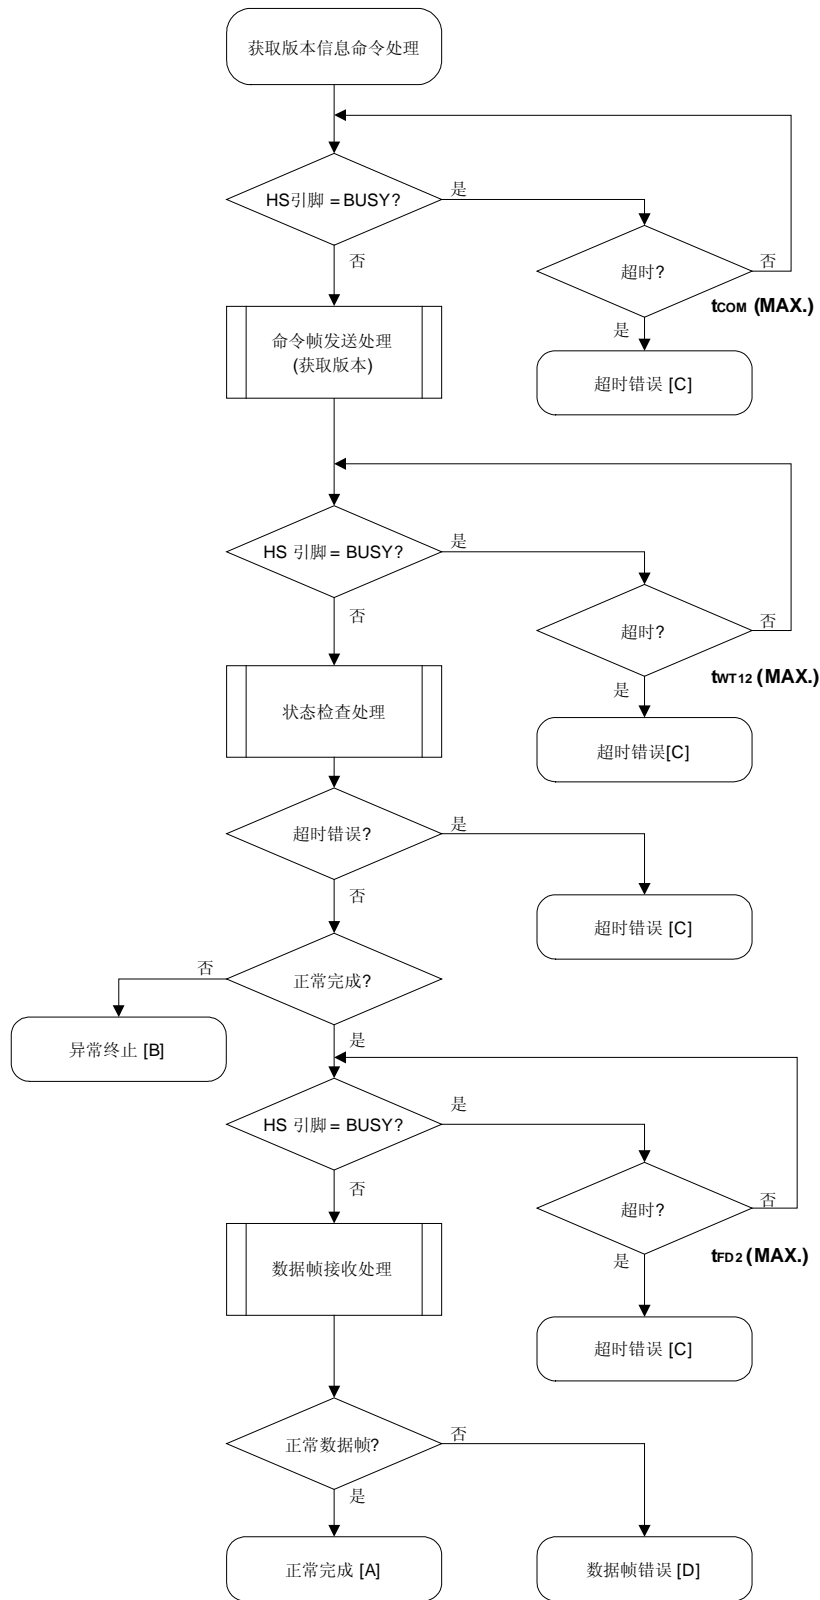 获取版本信息命令处理
HS引脚 = BUSY?
是
超时?
否
否
tCOM (MAX.)
命令帧发送处理
(获取版本)
是
超时错误 [C]
HS 引脚 = BUSY?
是
否
超时?
否
tWT12 (MAX.)
状态检查处理
是
超时错误[C]
超时错误?
是
否
超时错误 [C]
否
正常完成?
异常终止 [B]
是
HS 引脚 = BUSY?
是
否
超时?
否
tFD2 (MAX.)
数据帧接收处理
是
超时错误 [C]
正常数据帧?
否
是
正常完成 [A]
数据帧错误 [D]